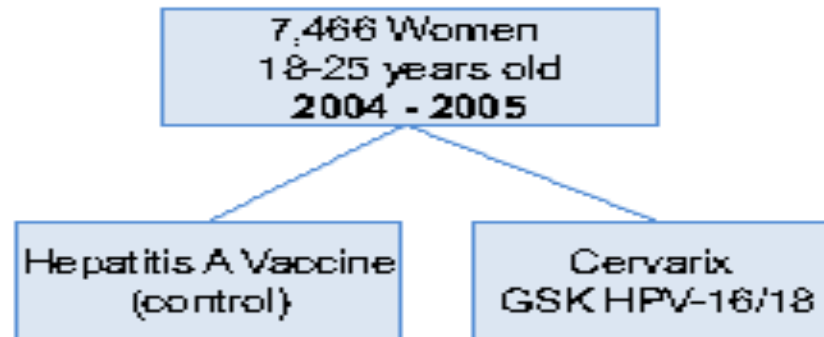 7,466 Women
18-25 years old
2004 - 2005
Hepatitis A Vaccine
(control)
Cervarix
GSK HPV-16/18